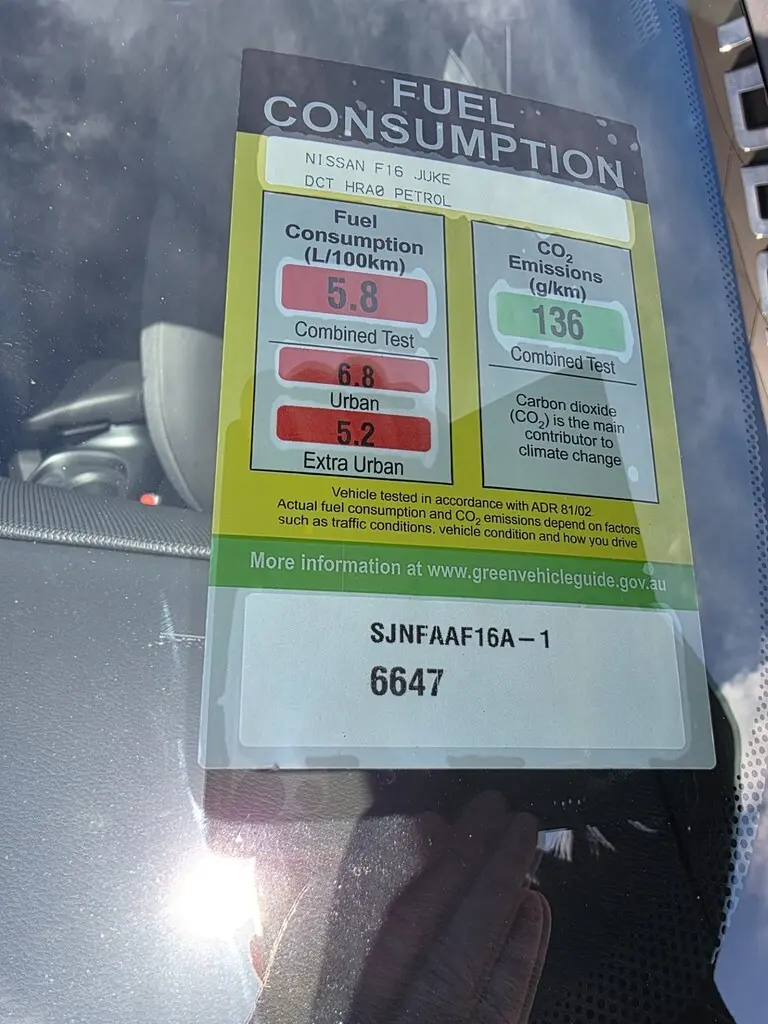 FUEL
CONSUMPTION
NISSAN F16 JUKE
DCT HRA0 PETROL
Fuel
Consumption
(L/100km)
5.8
Combined Test
6.8
Urban
5.2
Extra Urban
CO₂
Emissions
(g/km)
136
Combined Test
Carbon dioxide
(CO₂) is the main
contributor to
climate change
Vehicle tested in accordance with ADR 81/02
Actual fuel consumption and CO₂ emissions depend on factors
such as traffic conditions, vehicle condition and how you drive
More information at www.greenvehicleguide.gov.au
SJNFAAF16A-1
6647